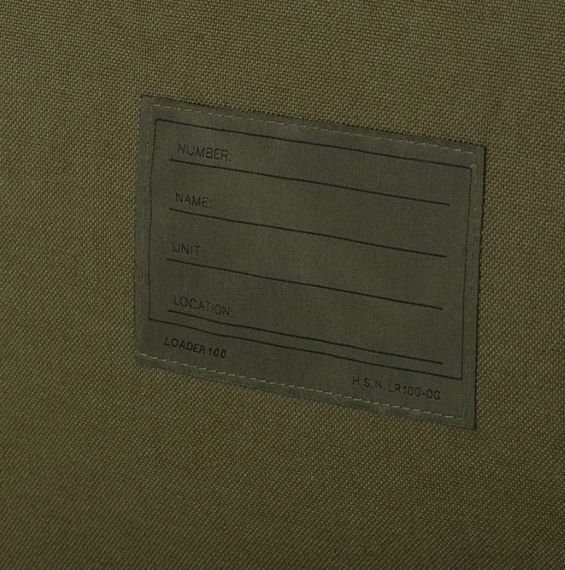 NUMBER:
NAME:
UNIT:
LOCATION:
LOADER 100
H.S.N. LR100-OG